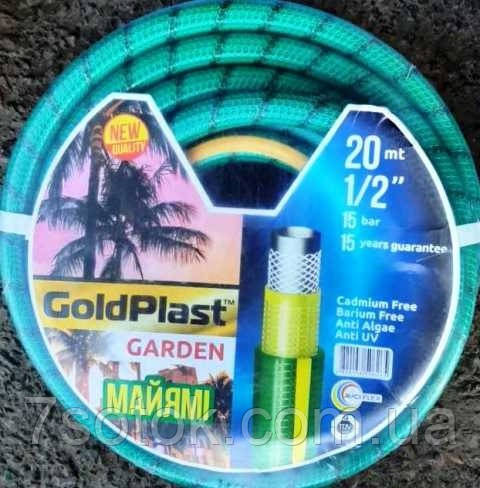 NEW
QUALITY
20 mt
1/2"
15 bar
15 years guarantee
GoldPlast™
GARDEN
МАЙЯМІ
Cadmium Free
Barium Free
Anti Algae
Anti UV
TUV
7sotok.com.ua